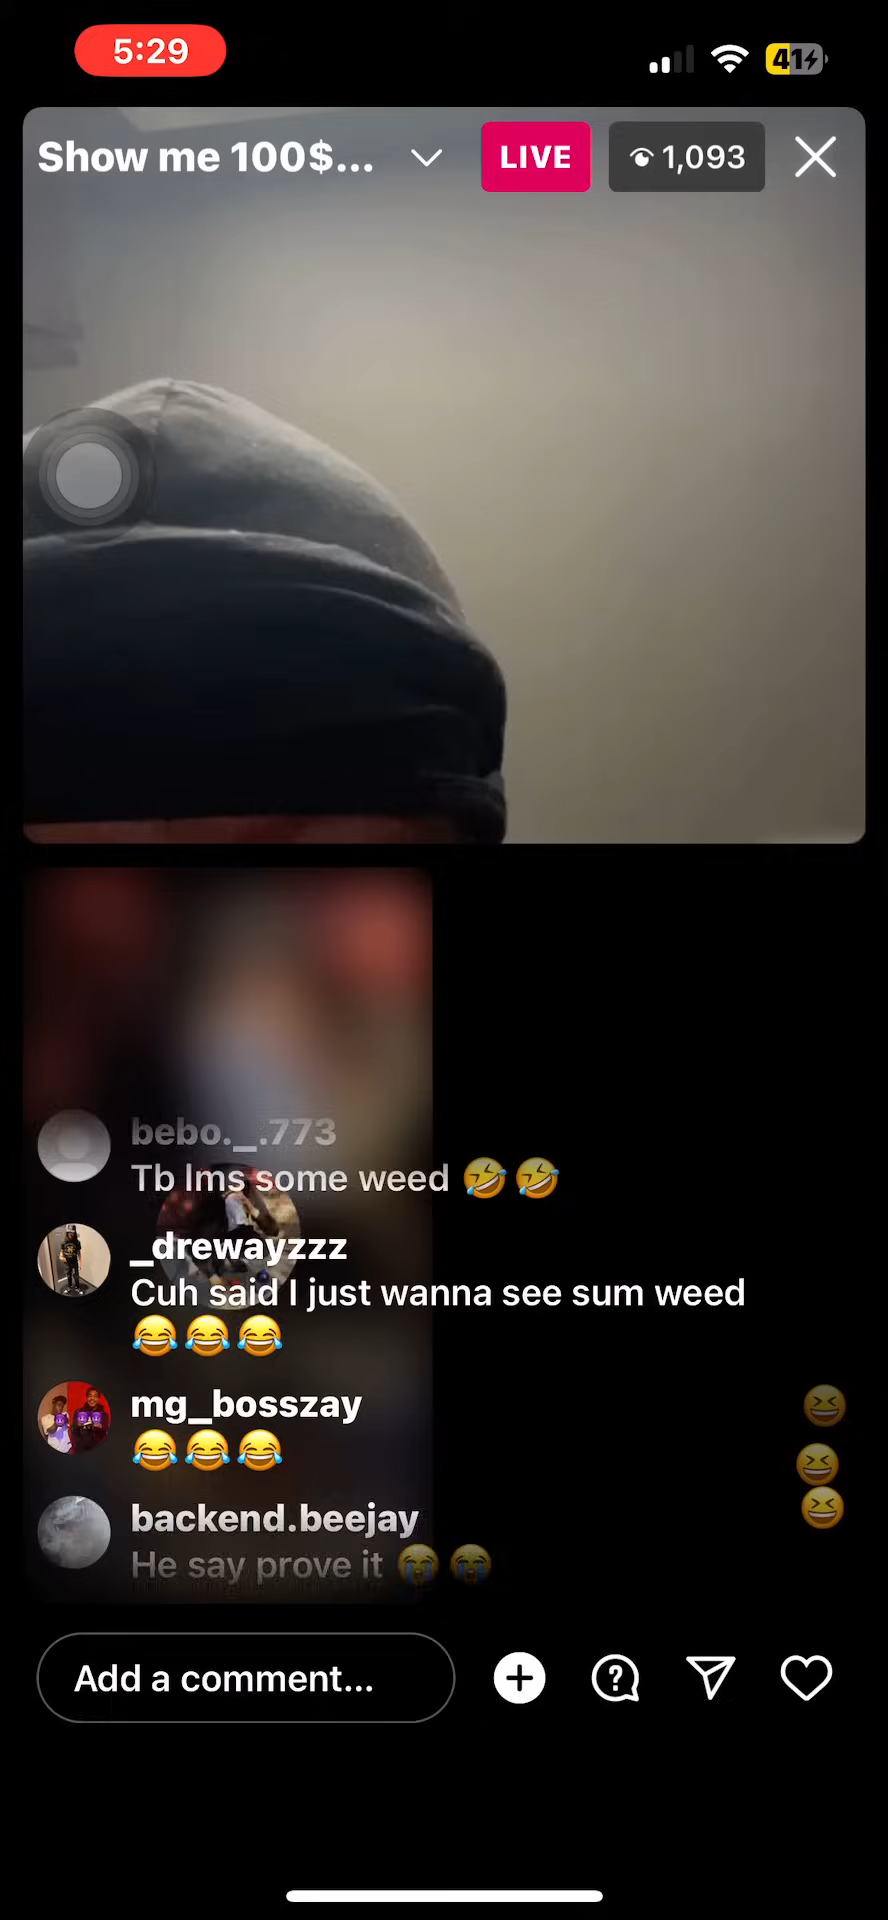 5:29
41
Show me 100$...
LIVE
1,093
bebo._.773
Tb lms some weed 🤣🤣
_drewayzzz
Cuh said I just wanna see sum weed
😂😂😂
mg_bosszay
😂😂😂
backend.beejay
He say prove it 😭😭
Add a comment...